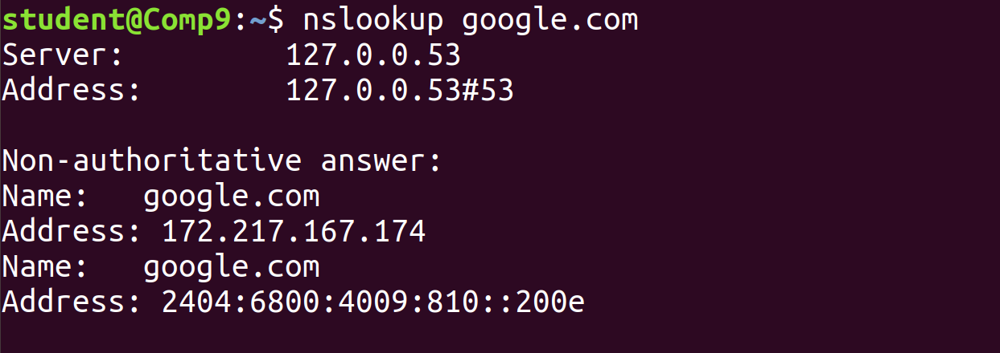 student@Comp9:~$ nslookup google.com
Server:		127.0.0.53
Address:	127.0.0.53#53

Non-authoritative answer:
Name:	google.com
Address: 172.217.167.174
Name:	google.com
Address: 2404:6800:4009:810::200e